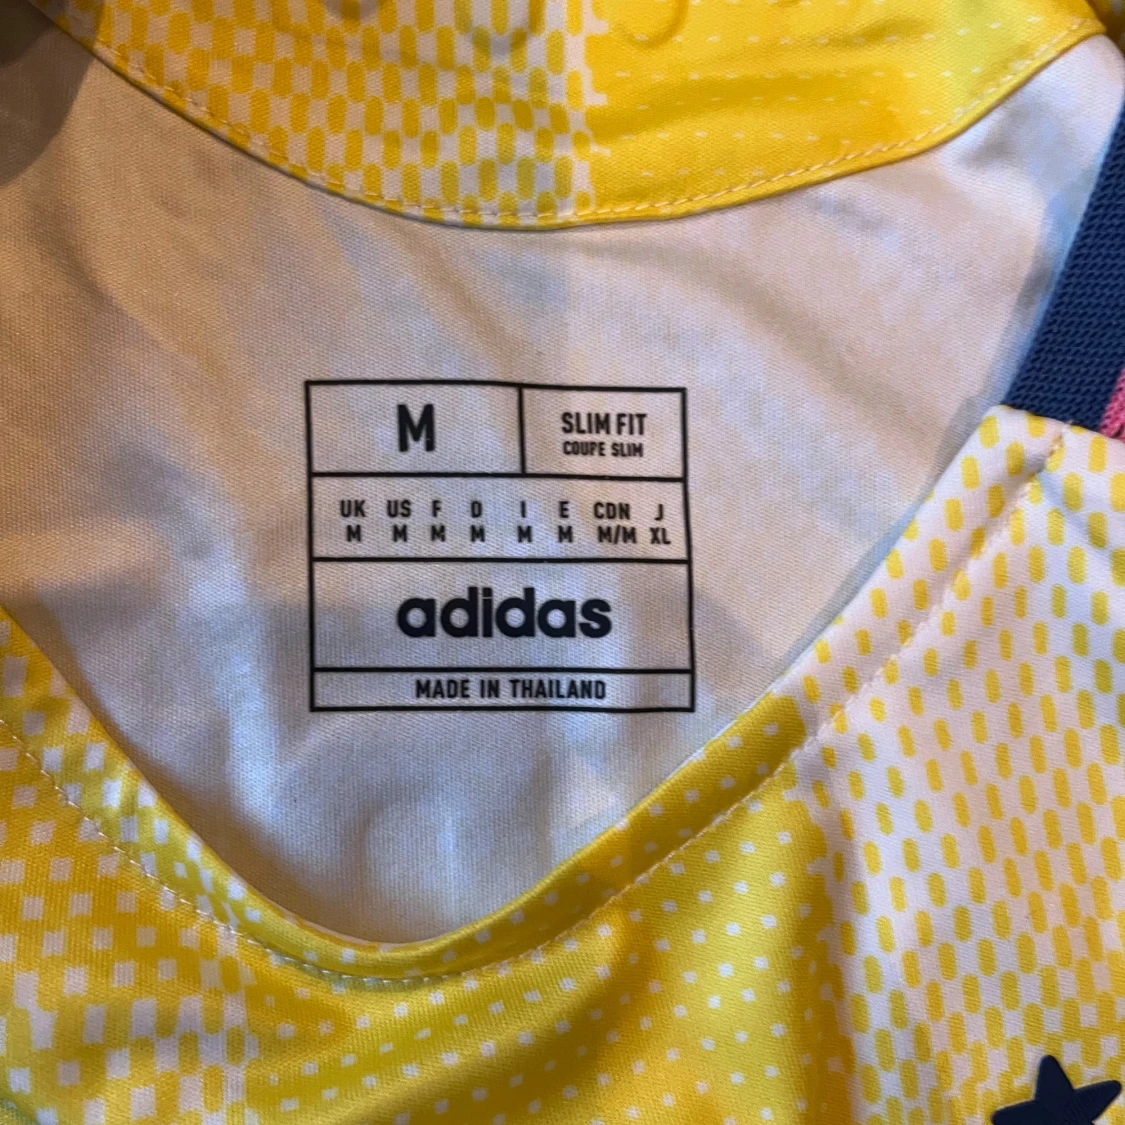 M
SLIM FIT
COUPE SLIM
UK US F D I E CDN J
M M M M M M M/M XL
adidas
MADE IN THAILAND